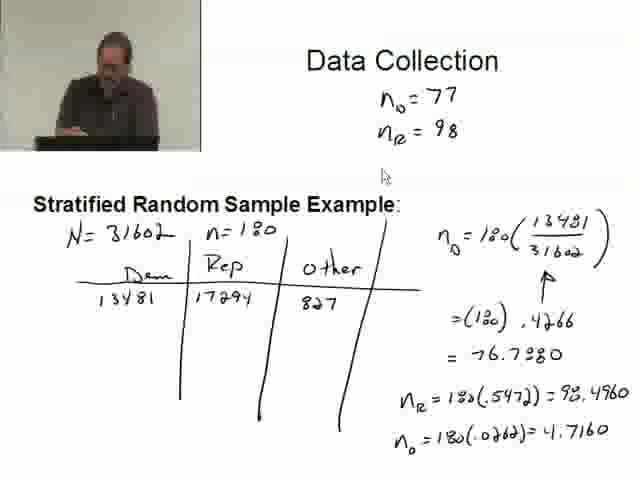 Data Collection
n_D = 77
n_R = 98
Stratified Random Sample Example:
N = 31602 n = 180
Dem Rep Other
13481 17294 827
n_D = 180 ( 13481 / 31602 )
= (180) .4266
= 76.7880
n_R = 180(.5472) = 98.4960
n_o = 180(.0262) = 4.7160